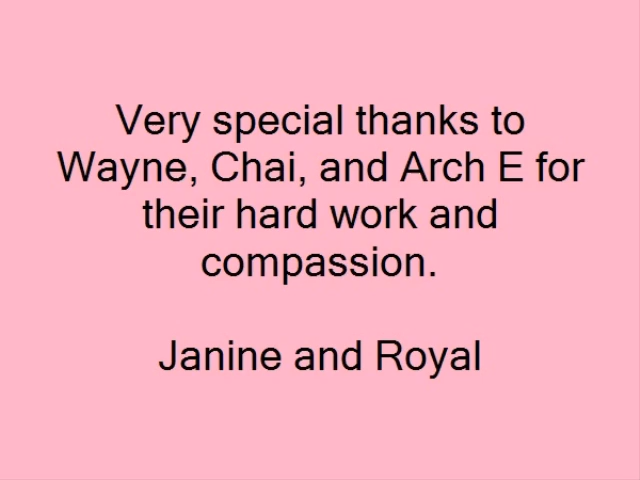 Very special thanks to
Wayne, Chai, and Arch E for
their hard work and
compassion.
Janine and Royal